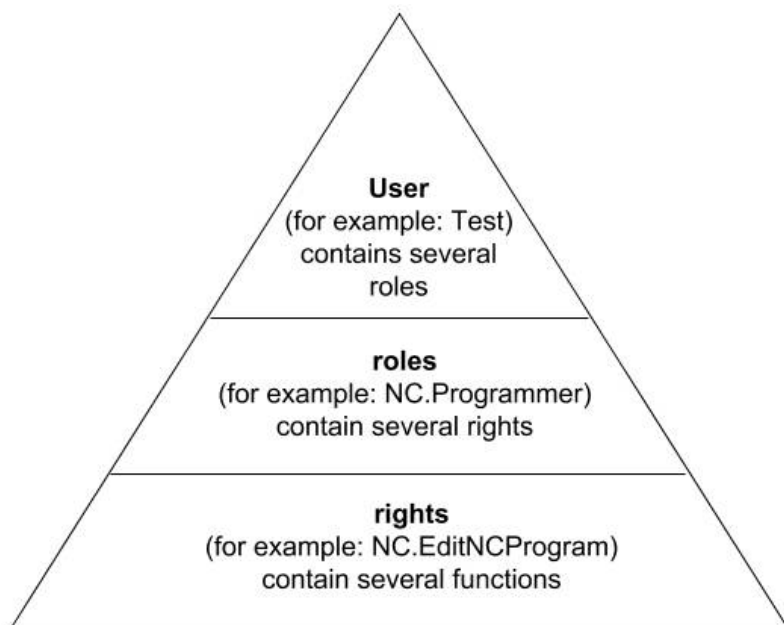 User
(for example: Test)
contains several
roles
roles
(for example: NC.Programmer)
contain several rights
rights
(for example: NC.EditNCProgram)
contain several functions